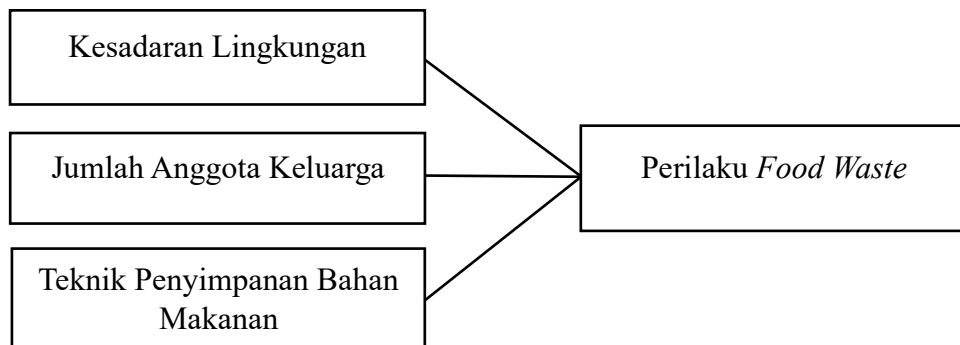 Kesadaran Lingkungan
Jumlah Anggota Keluarga
Perilaku Food Waste
Teknik Penyimpanan Bahan
Makanan